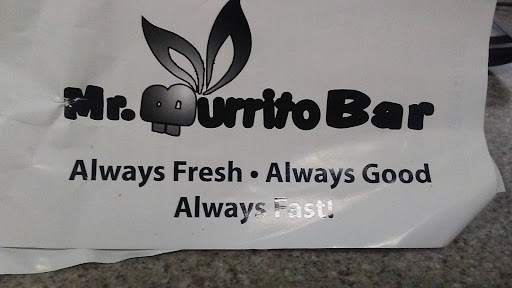 Mr. Burrito Bar
Always Fresh • Always Good
Always Fast!